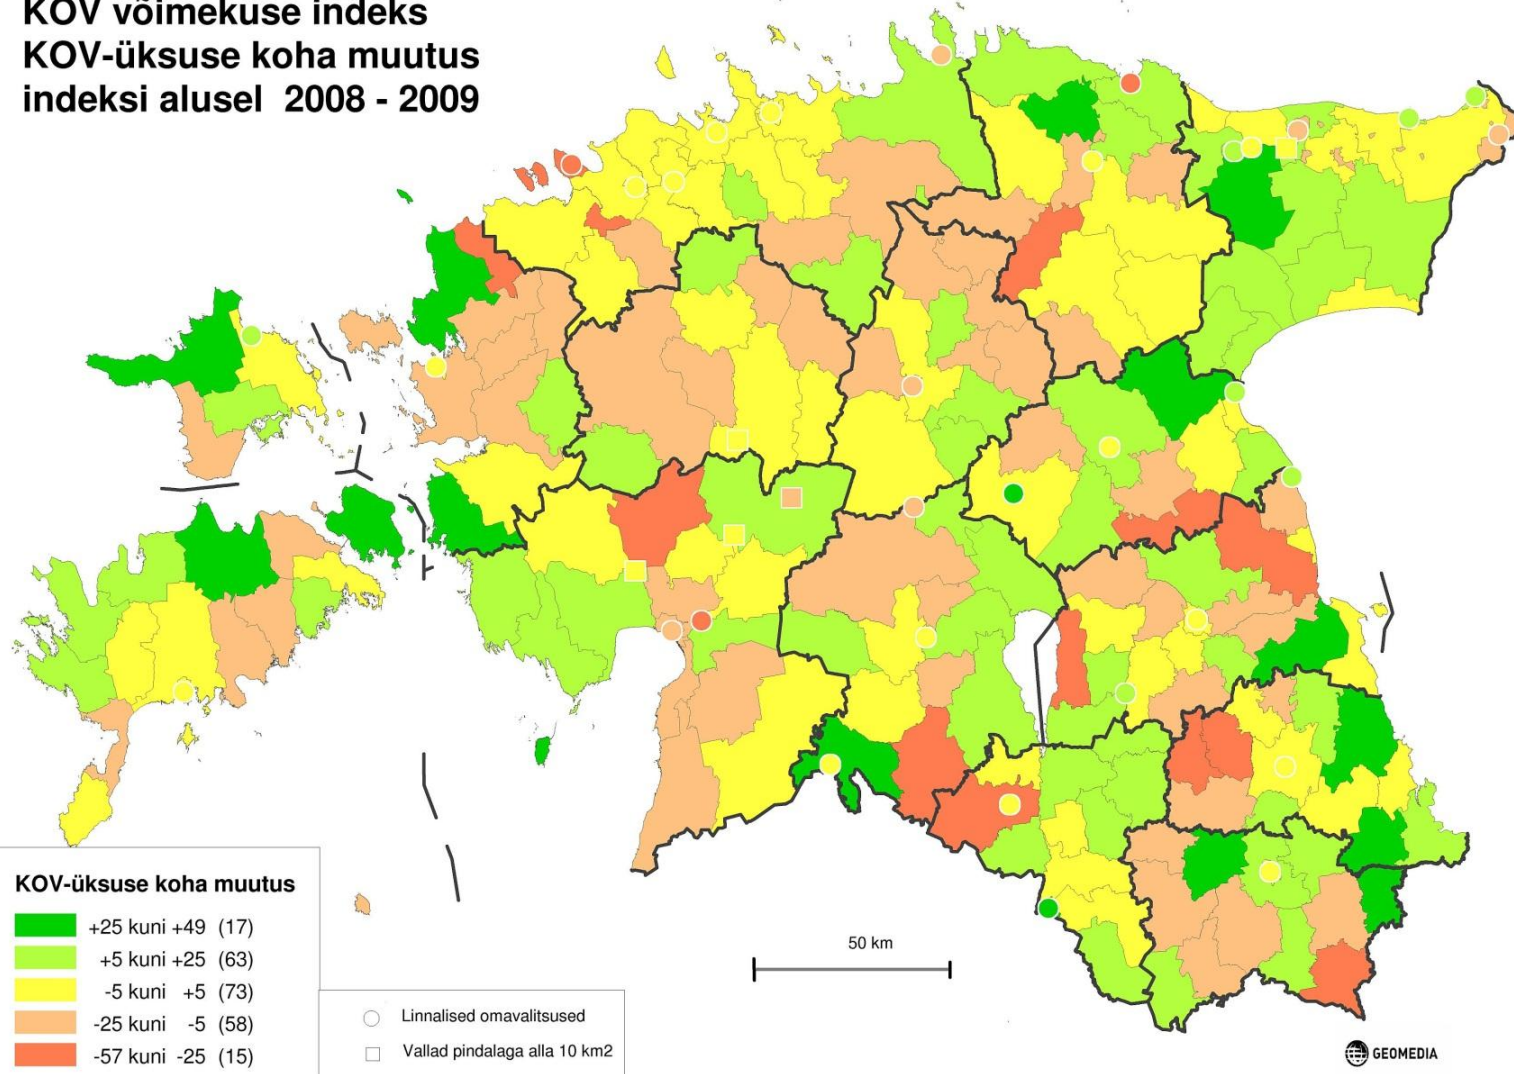 KOV võimekuse indeks
KOV-üksuse koha muutus
indeksi alusel 2008 - 2009
KOV-üksuse koha muutus
+25 kuni +49 (17)
+5 kuni +25 (63)
-5 kuni +5 (73)
-25 kuni -5 (58)
-57 kuni -25 (15)
50 km
Linnalised omavalitsused
Vallad pindalaga alla 10 km2
GEOMEDIA